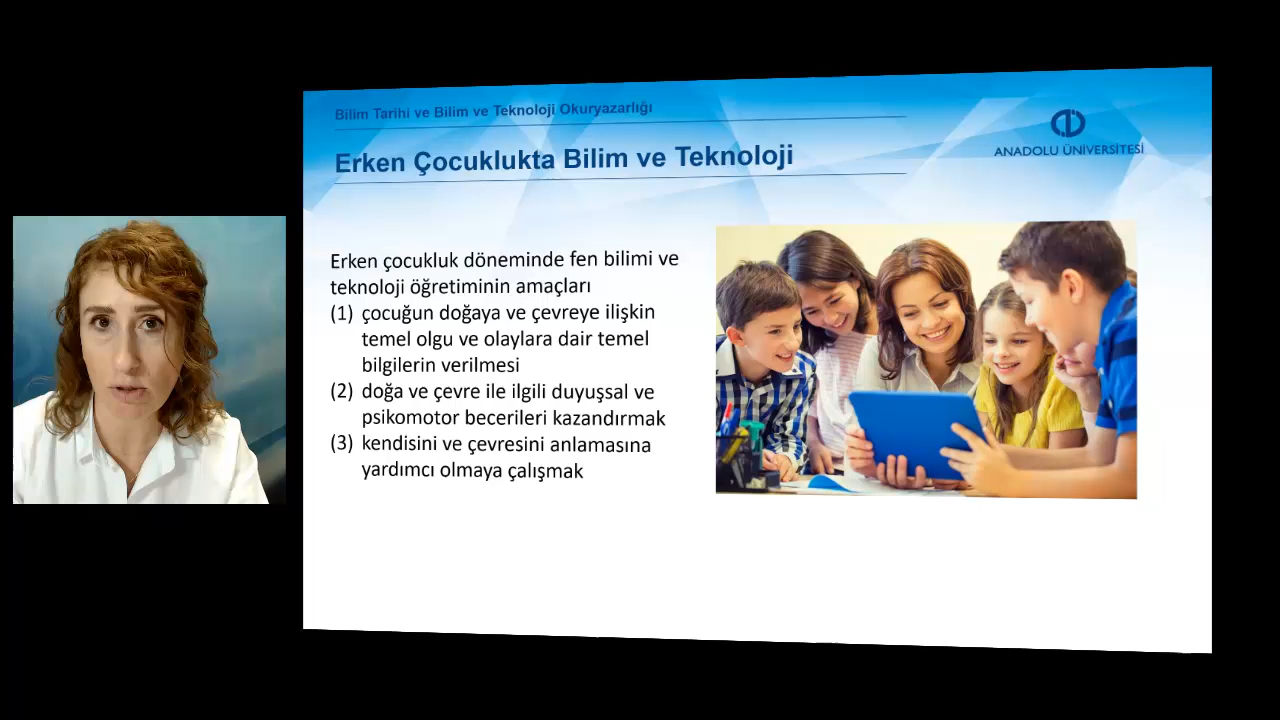 Bilim Tarihi ve Bilim ve Teknoloji Okuryazarlığı
Erken Çocuklukta Bilim ve Teknoloji
ANADOLU ÜNİVERSİTESİ
Erken çocukluk döneminde fen bilimi ve
teknoloji öğretiminin amaçları
(1) çocuğun doğaya ve çevreye ilişkin
temel olgu ve olaylara dair temel
bilgilerin verilmesi
(2) doğa ve çevre ile ilgili duyuşsal ve
psikomotor becerileri kazandırmak
(3) kendisini ve çevresini anlamasına
yardımcı olmaya çalışmak